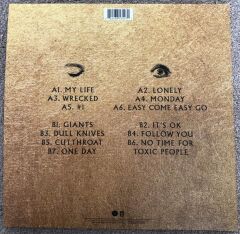 A1. MY LIFE
A2. LONELY
A3. WRECKED
A4. MONDAY
A5. #1
A6. EASY COME EASY GO
B1. GIANTS
B2. IT'S OK
B3. DULL KNIVES
B4. FOLLOW YOU
B5. CUTTHROAT
B6. NO TIME FOR
TOXIC PEOPLE
B7. ONE DAY